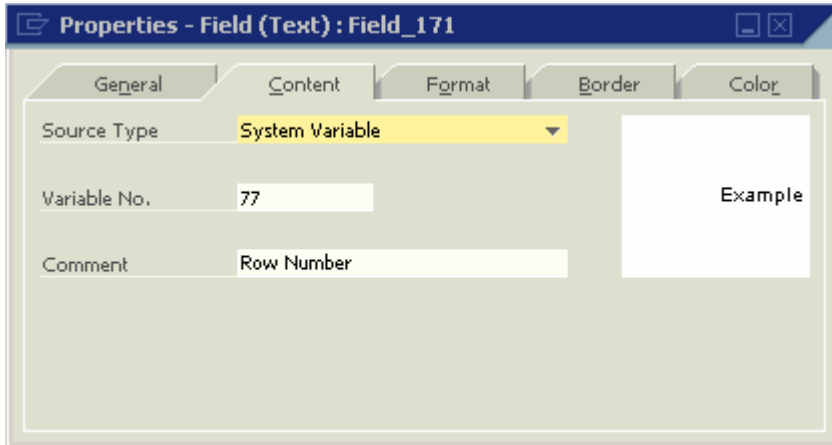 Properties - Field (Text) : Field_171
General Content Format Border Color
Source Type System Variable
Variable No. 77 Example
Comment Row Number